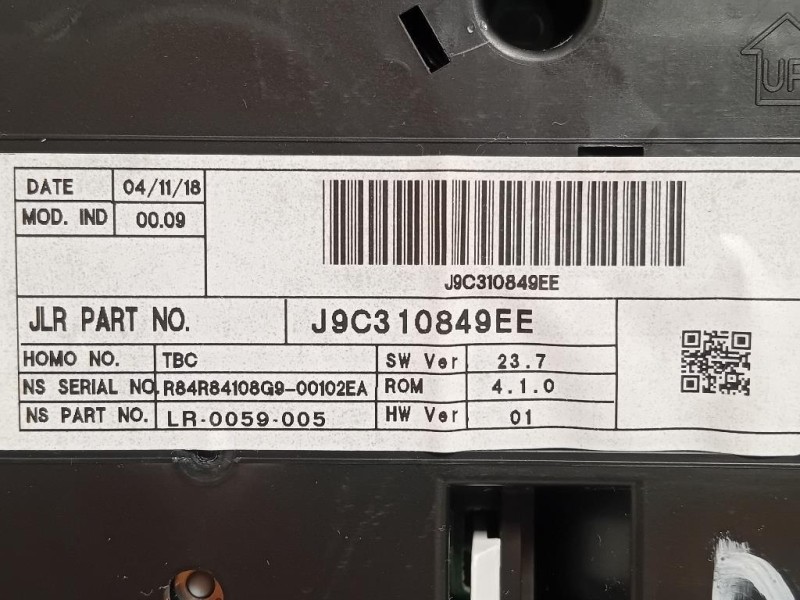 UP
DATE 04/11/18
MOD. IND 00.09
J9C310849EE
JLR PART NO. J9C310849EE
HOMO NO. TBC SW Ver 23.7
NS SERIAL NO. R84R84108G9-00102EA ROM 4.1.0
NS PART NO. LR-0059-005 HW Ver 01